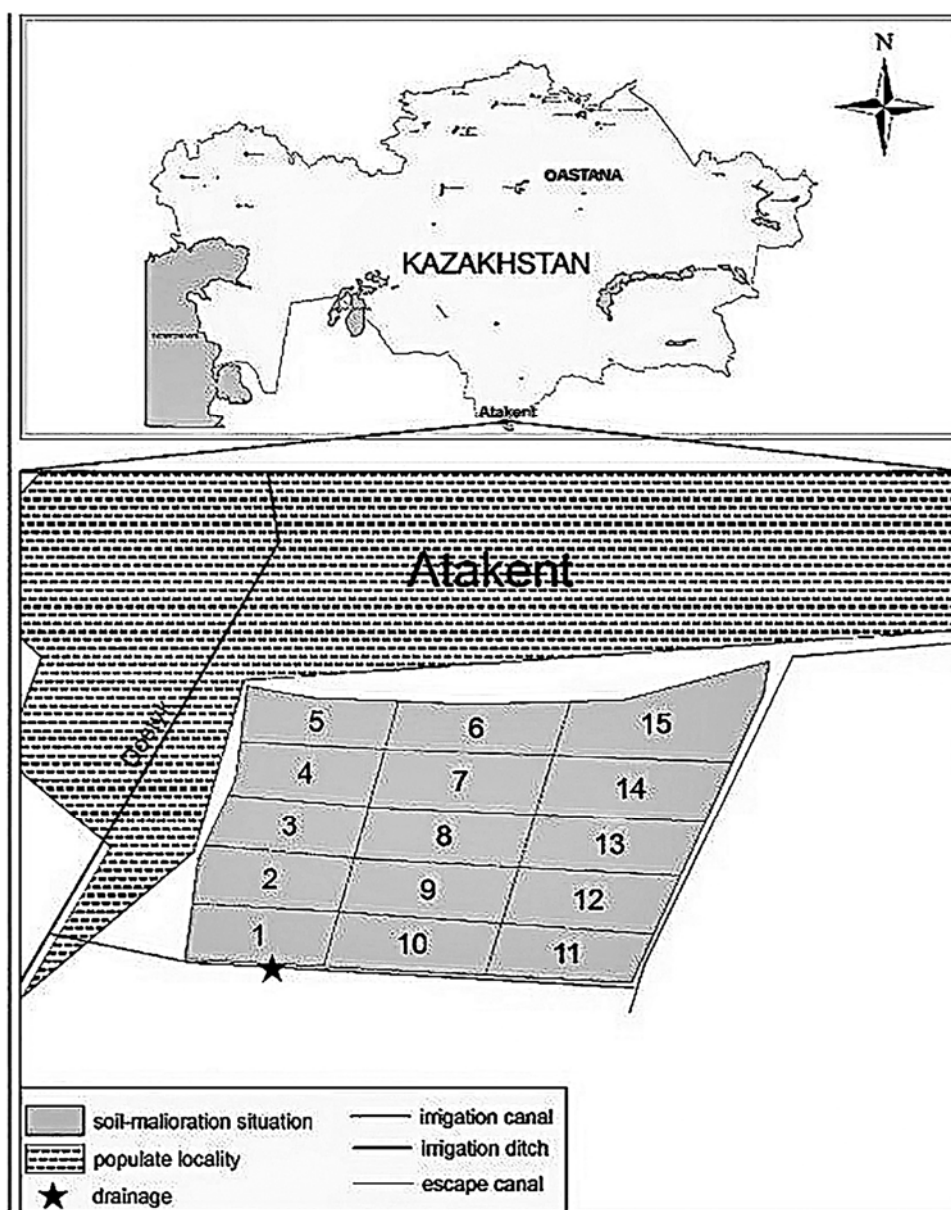 N
OASTANA
KAZAKHSTAN
Atakent
Atakent
5
6
15
4
7
14
3
8
13
2
9
12
1
10
11
soil-malioration situation
populate locality
drainage
irrigation canal
irrigation ditch
escape canal